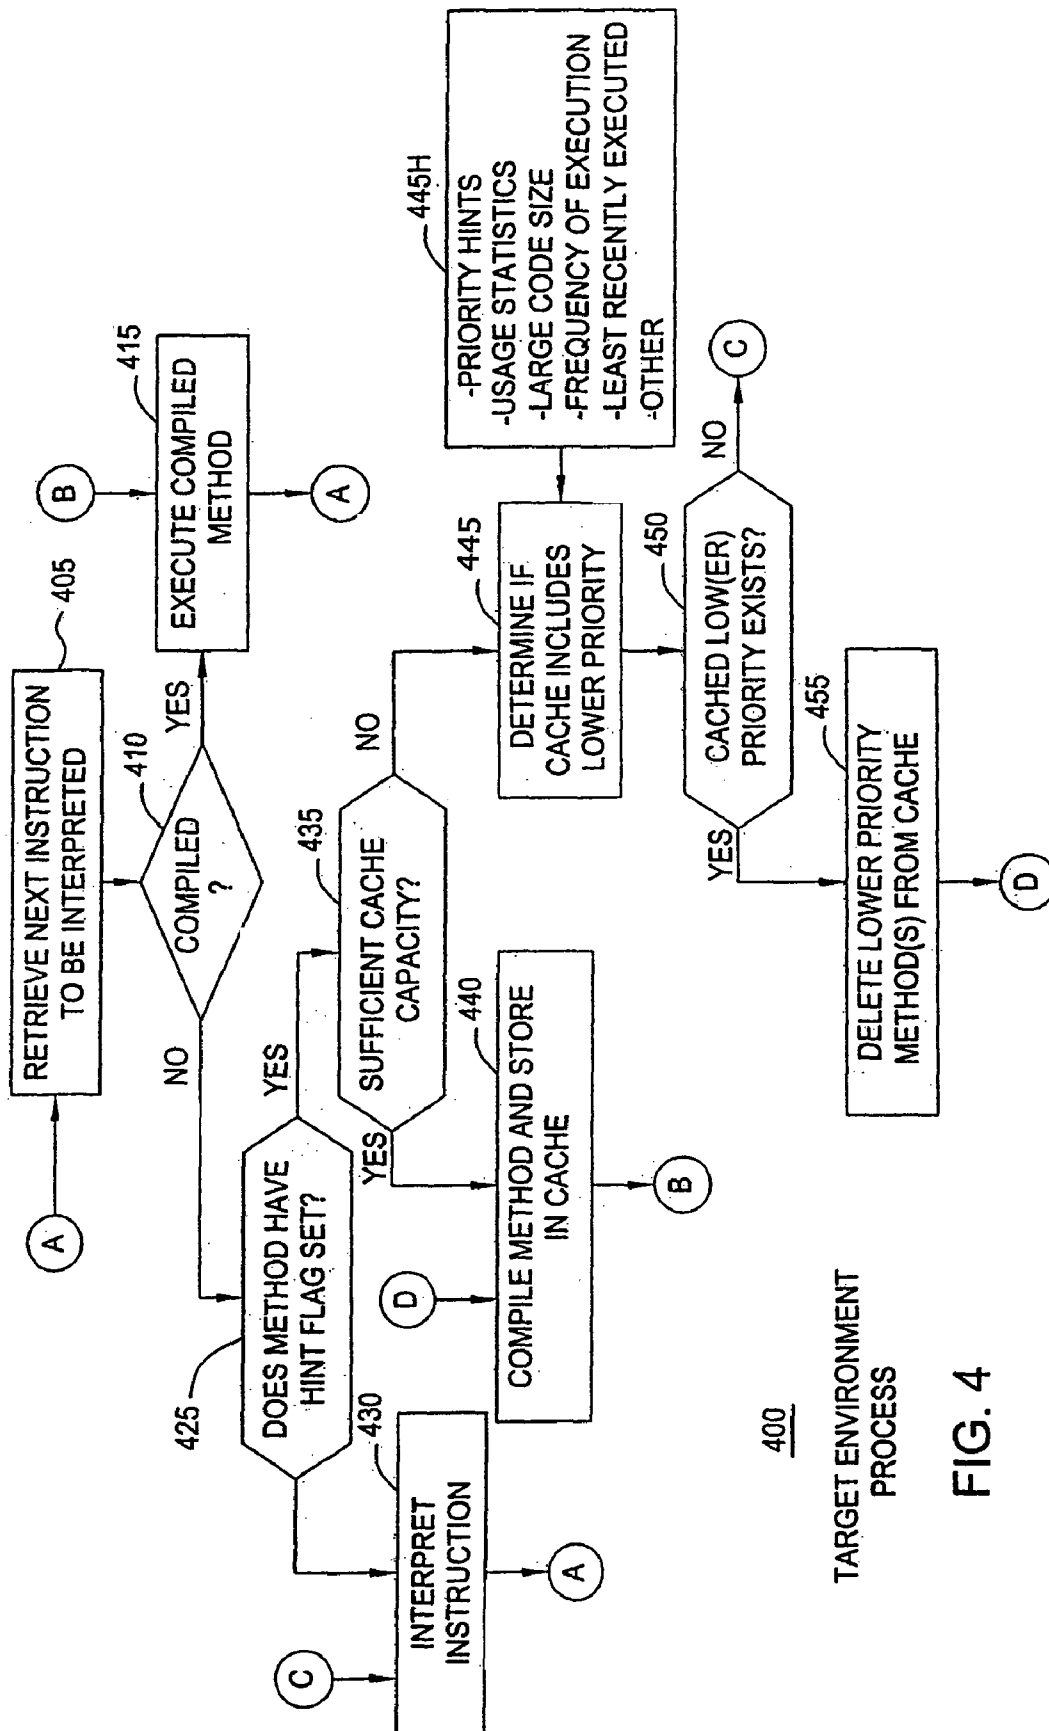 A
RETRIEVE NEXT INSTRUCTION
TO BE INTERPRETED
405
COMPILED
?
410
NO
YES
B
EXECUTE COMPILED
METHOD
415
A
DOES METHOD HAVE
HINT FLAG SET?
425
YES
C
INTERPRET
INSTRUCTION
430
A
SUFFICIENT CACHE
CAPACITY?
435
YES
NO
D
COMPILE METHOD AND STORE
IN CACHE
440
B
DETERMINE IF
CACHE INCLUDES
LOWER PRIORITY
445
445H
-PRIORITY HINTS
-USAGE STATISTICS
-LARGE CODE SIZE
-FREQUENCY OF EXECUTION
-LEAST RECENTLY EXECUTED
-OTHER
CACHED LOW(ER)
PRIORITY EXISTS?
450
NO
C
YES
DELETE LOWER PRIORITY
METHOD(S) FROM CACHE
455
D
400
TARGET ENVIRONMENT
PROCESS
FIG. 4